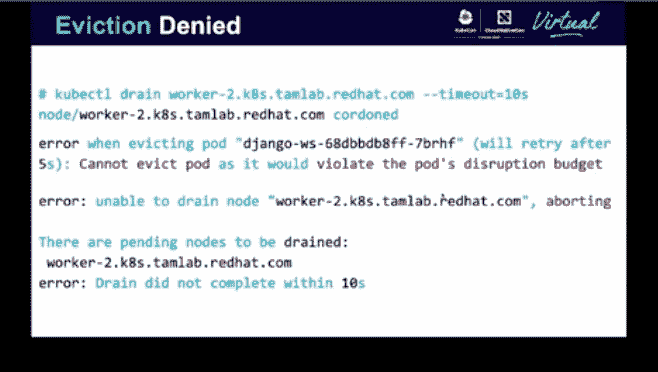 Eviction Denied
Virtual
# kubectl drain worker-2.k8s.tamlab.redhat.com --timeout=10s
node/worker-2.k8s.tamlab.redhat.com cordoned
error when evicting pod "django-ws-68dbbdb8ff-7brhf" (will retry after
5s): Cannot evict pod as it would violate the pod's disruption budget
error: unable to drain node "worker-2.k8s.tamlab.redhat.com", aborting
There are pending nodes to be drained:
worker-2.k8s.tamlab.redhat.com
error: Drain did not complete within 10s